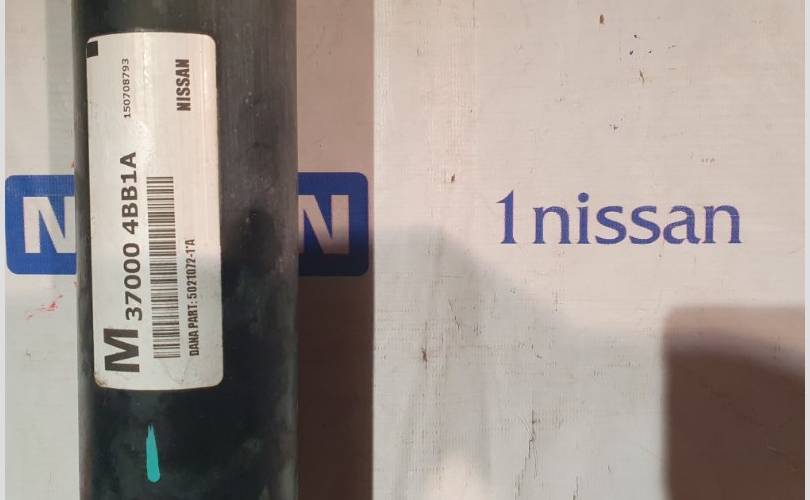 150708793
NISSAN
M 37000 4BB1A
DANA PART: 5021072-1*A
N
N
1nissan